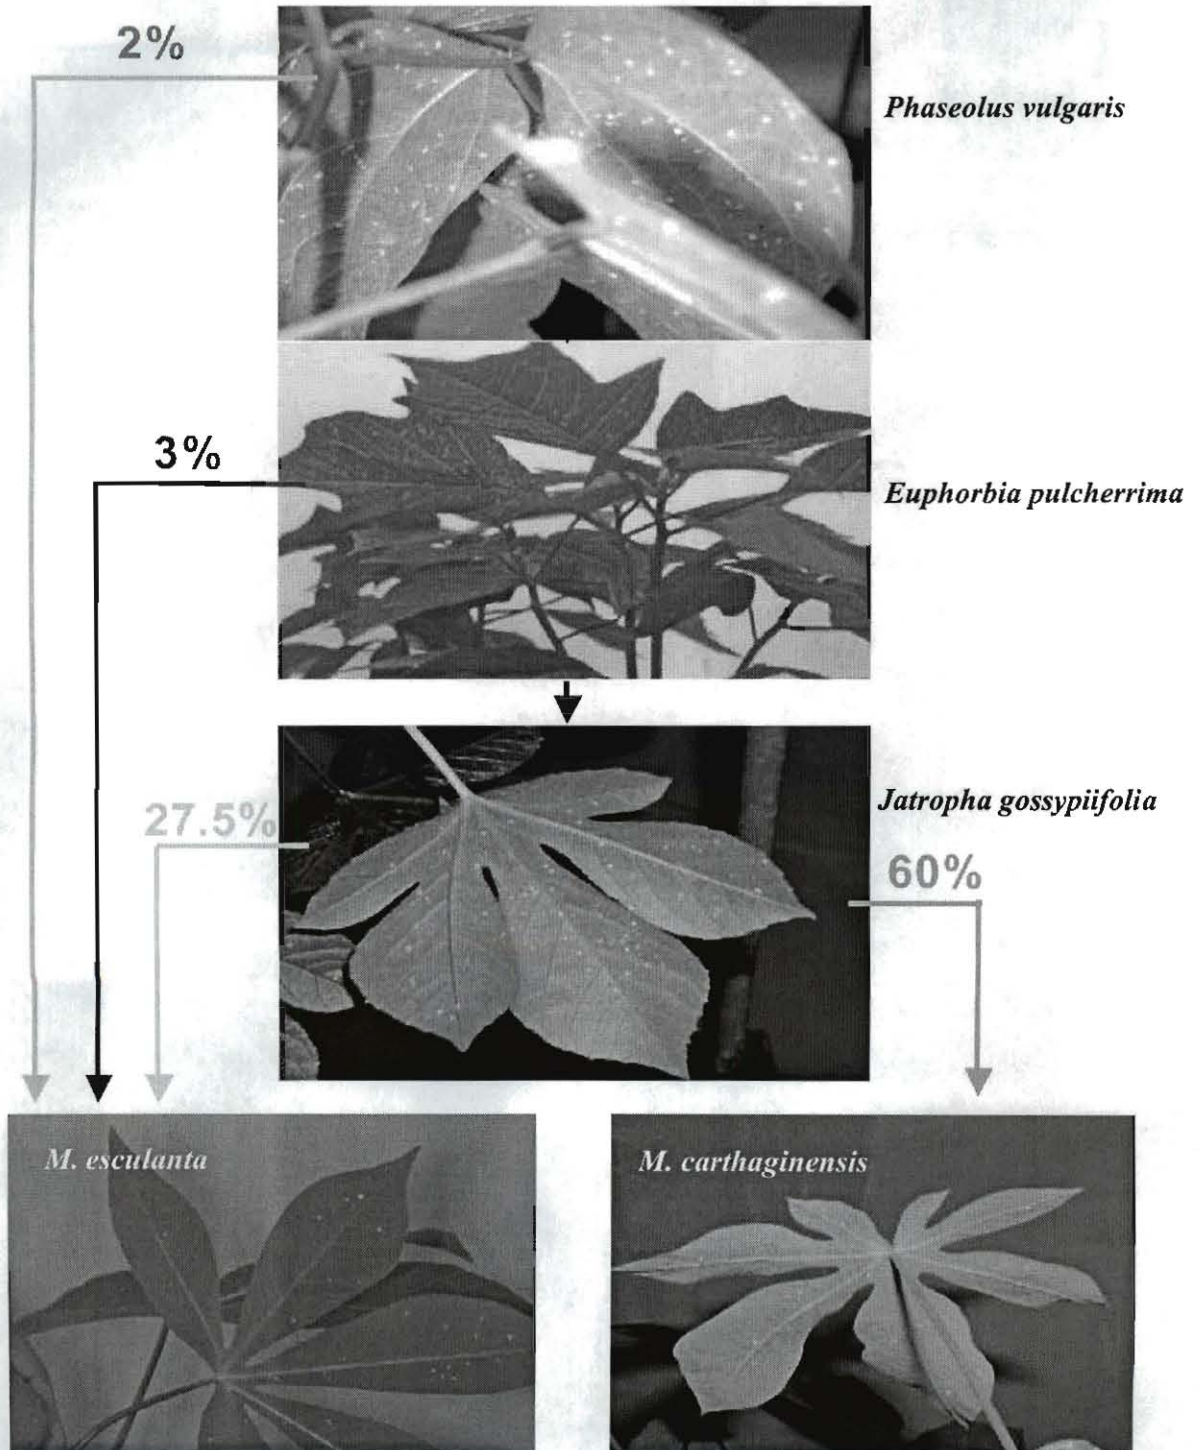 2%
Phaseolus vulgaris
3%
Euphorbia pulcherrima
Jatropha gossypiifolia
27.5%
60%
M. esculanta
M. carthaginensis